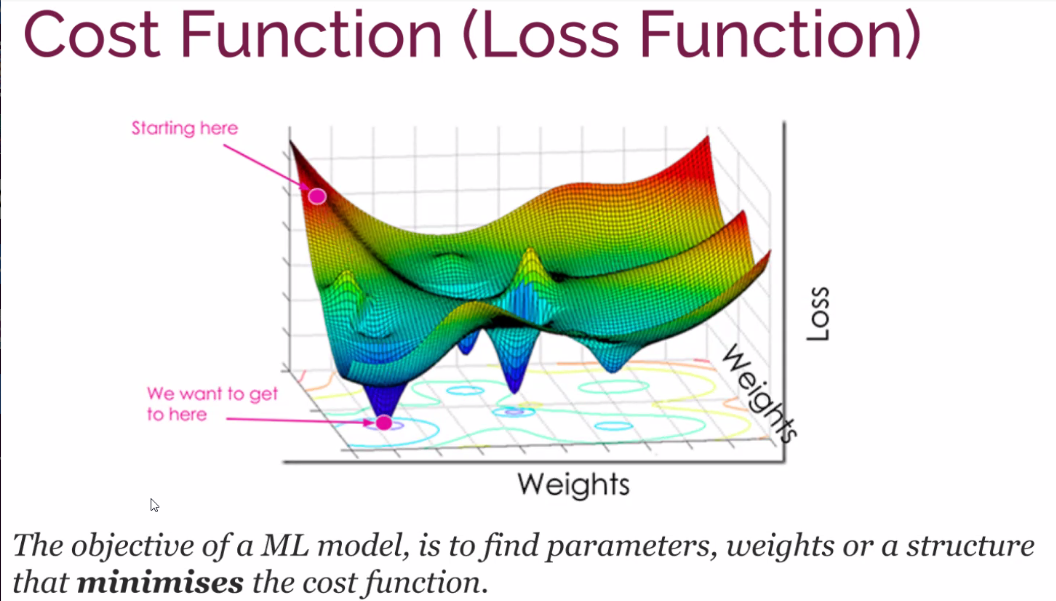 Cost Function (Loss Function)
Starting here
We want to get
to here
Loss
Weights
Weights
The objective of a ML model, is to find parameters, weights or a structure
that minimises the cost function.